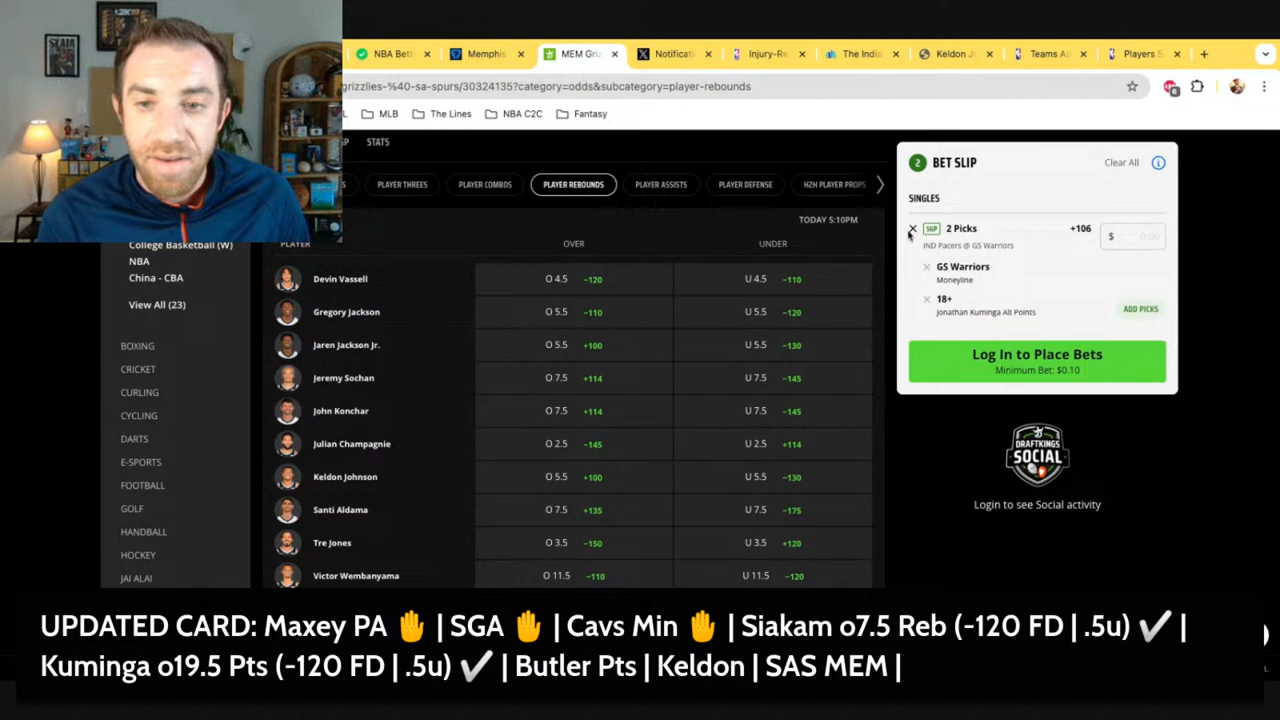 NBA Bett
Memphis
MEM Griz
Notificati
Injury-Re
The India
Keldon Jo
Teams Ad
Players S
grizzlies-%40-sa-spurs/30324135?category=odds&subcategory=player-rebounds
MLB
The Lines
NBA C2C
Fantasy
STATS
PLAYER THREES
PLAYER COMBOS
PLAYER REBOUNDS
PLAYER ASSISTS
PLAYER DEFENSE
H2H PLAYER PROPS
TODAY 5:10PM
PLAYER
OVER
UNDER
Devin Vassell O 4.5 −120 U 4.5 −110
Gregory Jackson O 5.5 −110 U 5.5 −120
Jaren Jackson Jr. O 5.5 +100 U 5.5 −130
Jeremy Sochan O 7.5 +114 U 7.5 −145
John Konchar O 7.5 +114 U 7.5 −145
Julian Champagnie O 2.5 −145 U 2.5 +114
Keldon Johnson O 5.5 +100 U 5.5 −130
Santi Aldama O 7.5 +135 U 7.5 −175
Tre Jones O 3.5 −150 U 3.5 +120
Victor Wembanyama O 11.5 −110 U 11.5 −120
College Basketball (W)
NBA
China - CBA
View All (23)
BOXING
CRICKET
CURLING
CYCLING
DARTS
E-SPORTS
FOOTBALL
GOLF
HANDBALL
HOCKEY
JAI ALAI
2 BET SLIP
Clear All
SINGLES
SGP 2 Picks +106
$ 0.00
IND Pacers @ GS Warriors
GS Warriors
Moneyline
18+
Jonathan Kuminga Alt Points
ADD PICKS
Log In to Place Bets
Minimum Bet: $0.10
DRAFTKINGS
SOCIAL
Login to see Social activity
UPDATED CARD: Maxey PA ✋ | SGA ✋ | Cavs Min ✋ | Siakam o7.5 Reb (-120 FD | .5u) ✔️ |
Kuminga o19.5 Pts (-120 FD | .5u) ✔️ | Butler Pts | Keldon | SAS MEM |